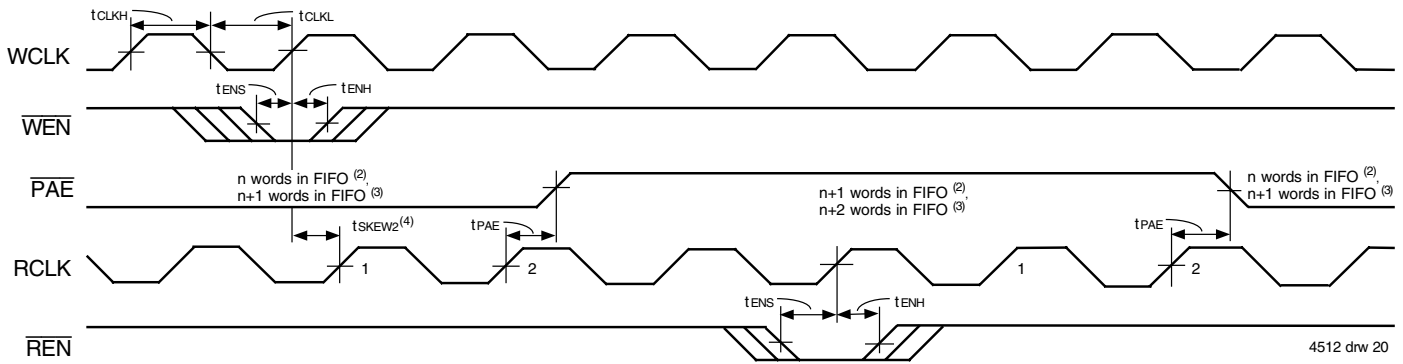 tCLKH
tCLKL
WCLK
tENS
tENH
WEN
PAE
n words in FIFO (2),
n+1 words in FIFO (3)
n+1 words in FIFO (2),
n+2 words in FIFO (3)
n words in FIFO (2),
n+1 words in FIFO (3)
tSKEW2(4)
tPAE
tPAE
RCLK
1
2
1
2
tENS
tENH
REN
4512 drw 20